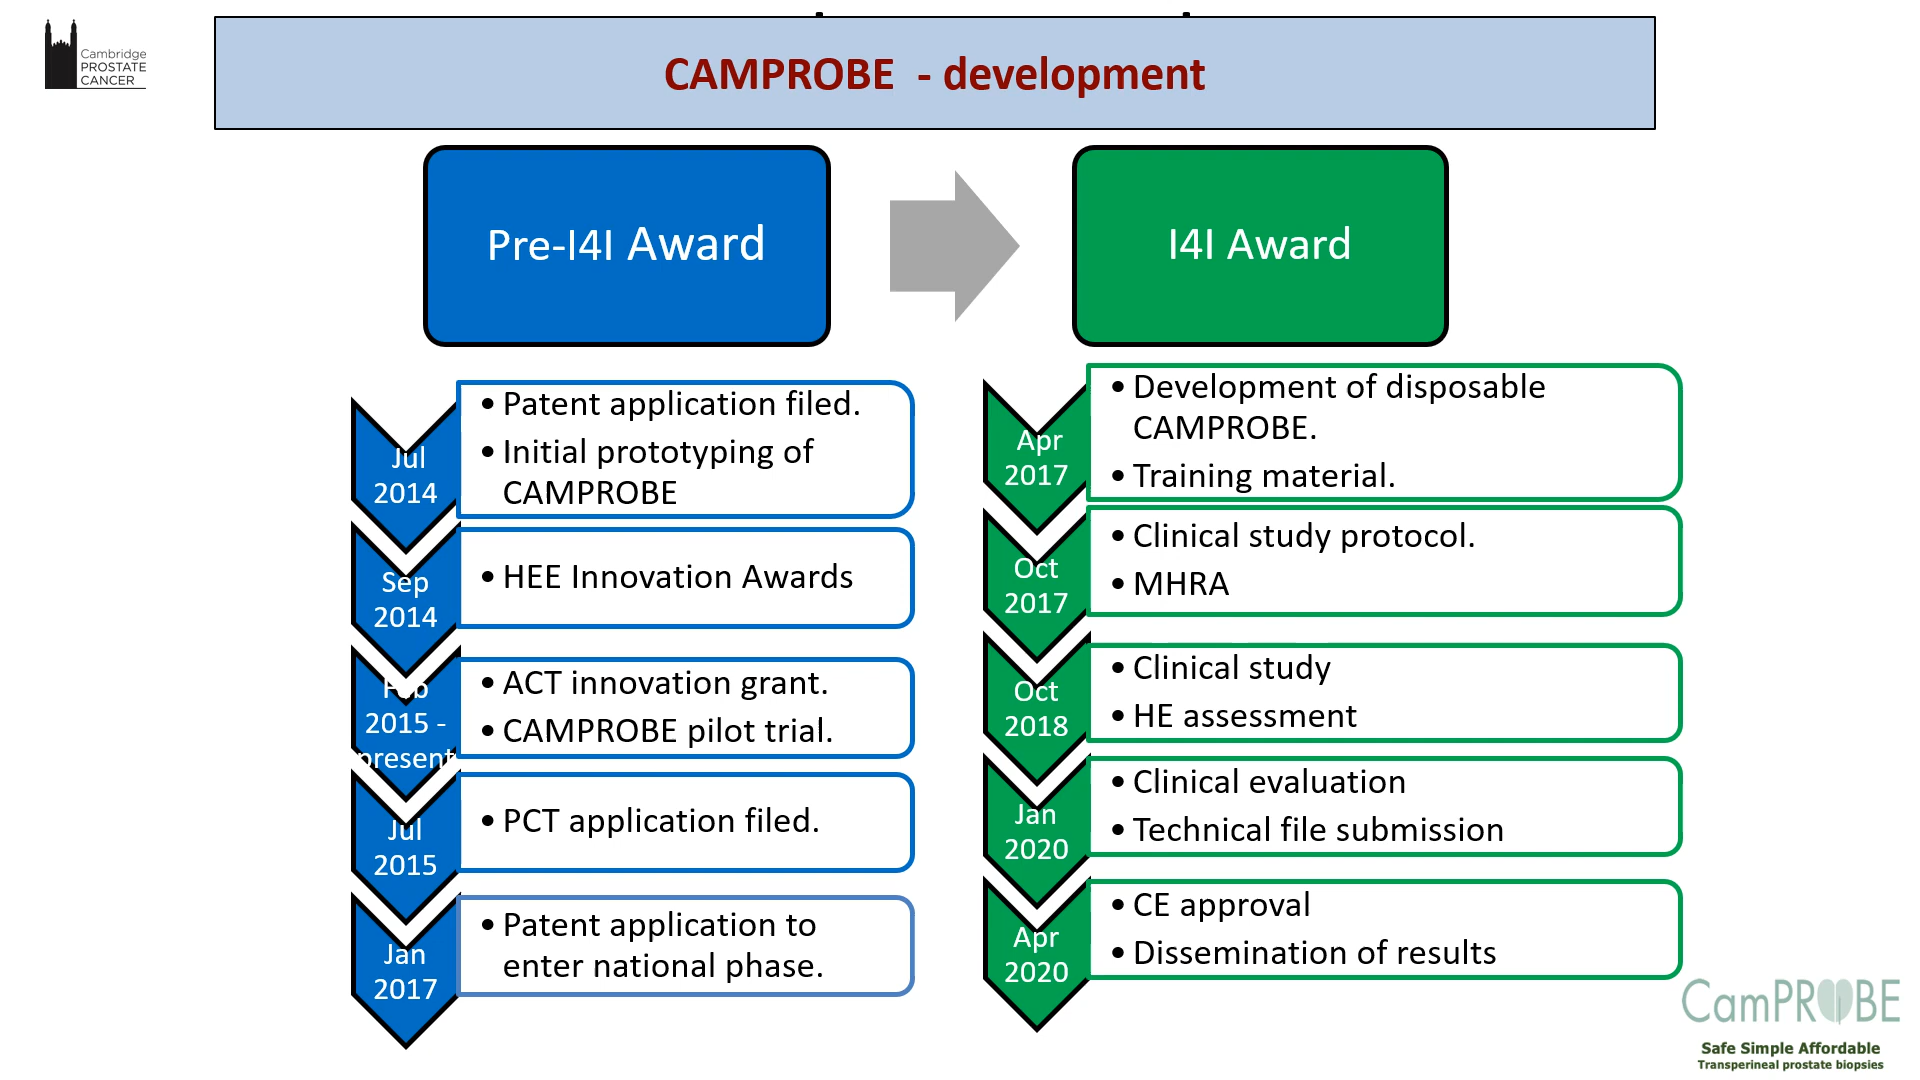 Cambridge
PROSTATE
CANCER
CAMPROBE - development
Pre-I4I Award
I4I Award
Jul
2014
• Patent application filed.
• Initial prototyping of
CAMPROBE
Sep
2014
• HEE Innovation Awards
Feb
2015 -
present
• ACT innovation grant.
• CAMPROBE pilot trial.
Jul
2015
• PCT application filed.
Jan
2017
• Patent application to
enter national phase.
Apr
2017
• Development of disposable
CAMPROBE.
• Training material.
Oct
2017
• Clinical study protocol.
• MHRA
Oct
2018
• Clinical study
• HE assessment
Jan
2020
• Clinical evaluation
• Technical file submission
Apr
2020
• CE approval
• Dissemination of results
CamPROBE
Safe Simple Affordable
Transperineal prostate biopsies